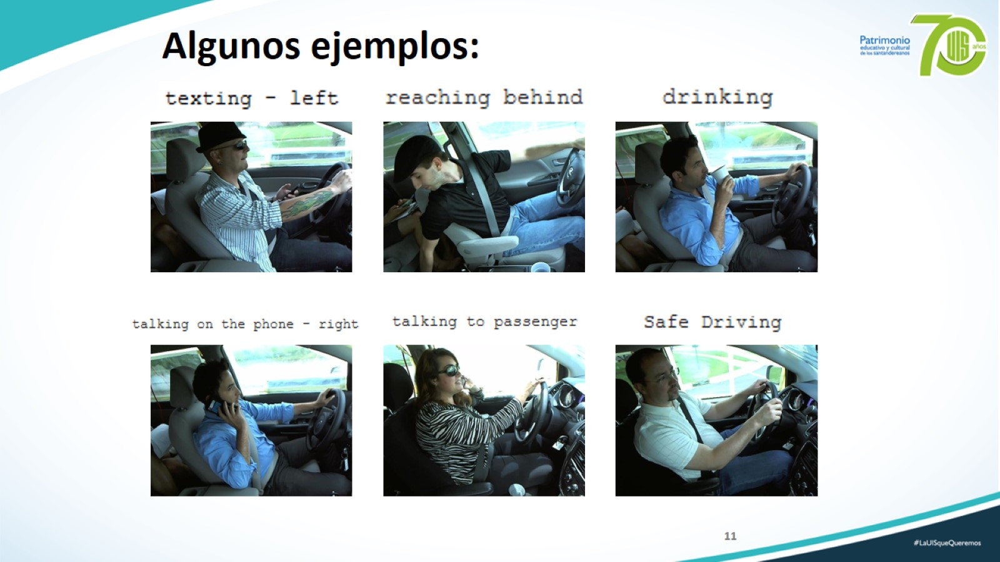 Algunos ejemplos:
Patrimonio
educativo y cultural
de los santandereanos
70
UIS
años
texting - left
reaching behind
drinking
talking on the phone - right
talking to passenger
Safe Driving
11
#LaUISqueQueremos